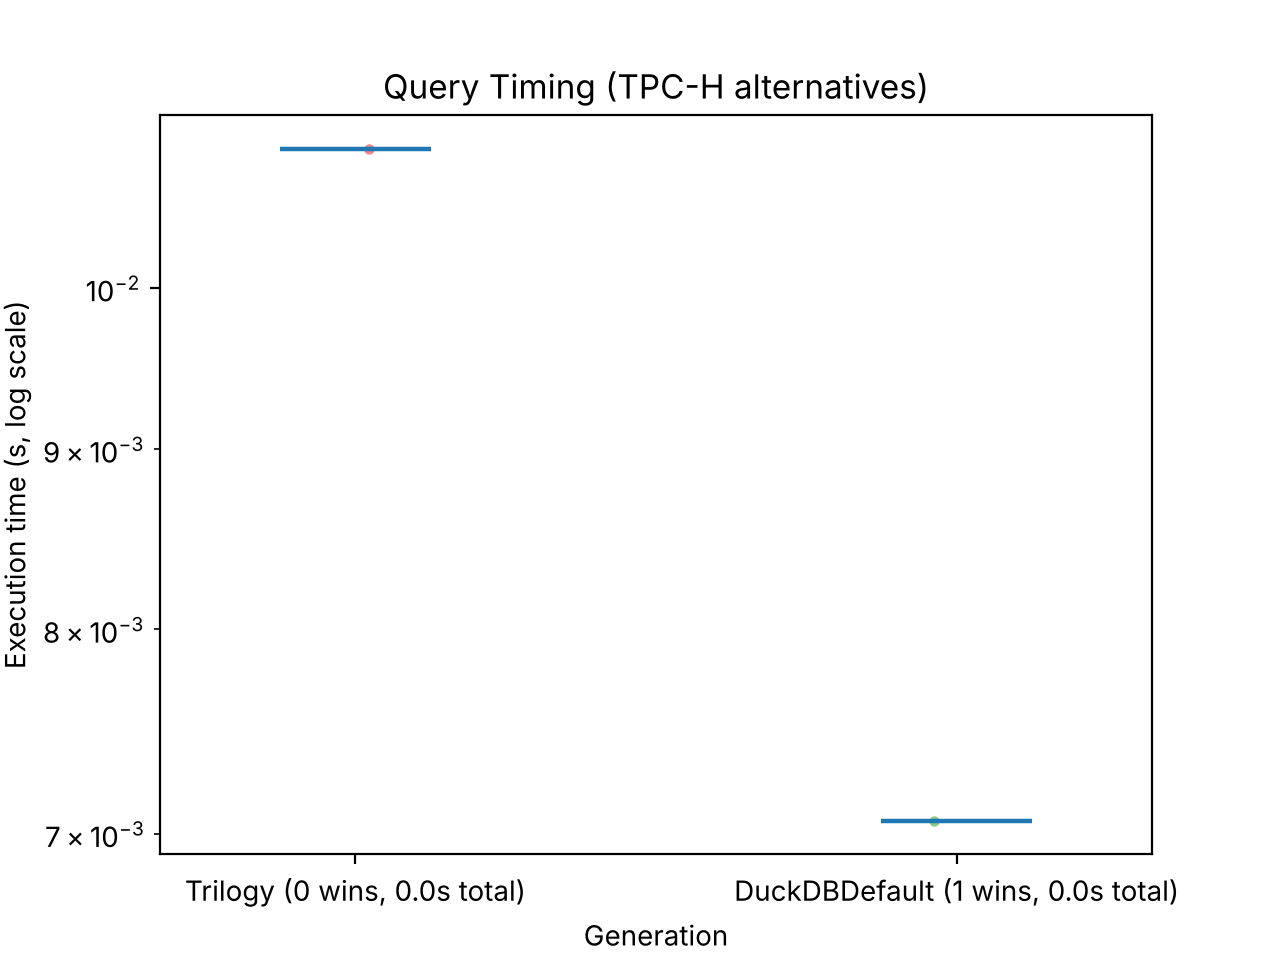 Query Timing (TPC-H alternatives)
Execution time (s, log scale)
10⁻²
9 × 10⁻³
8 × 10⁻³
7 × 10⁻³
Trilogy (0 wins, 0.0s total)
DuckDBDefault (1 wins, 0.0s total)
Generation